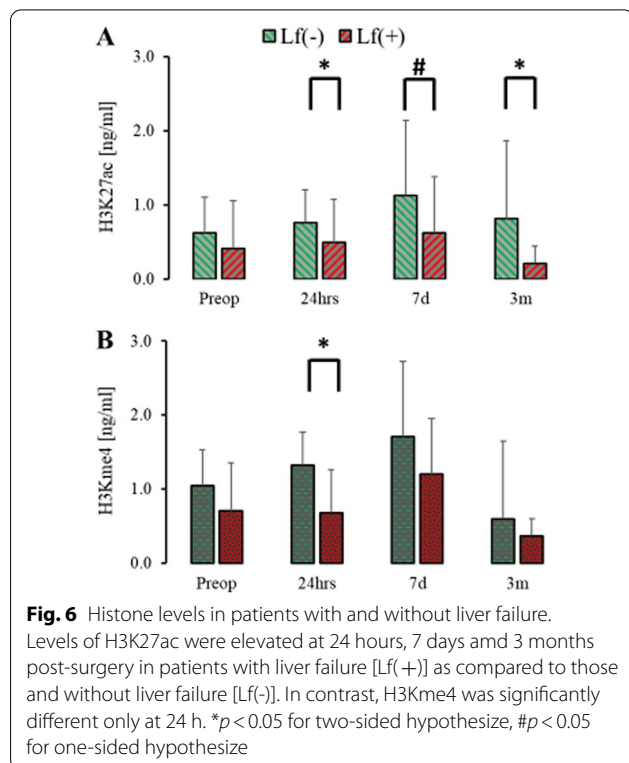 A
Lf(-) Lf(+)
3.0
* # *
2.0
1.0
0.0
H3K27ac [ng/ml]
Preop 24hrs 7d 3m
B
3.0
*
2.0
1.0
0.0
H3Kme4 [ng/ml]
Preop 24hrs 7d 3m
Fig. 6 Histone levels in patients with and without liver failure.
Levels of H3K27ac were elevated at 24 hours, 7 days amd 3 months
post-surgery in patients with liver failure [Lf(+)] as compared to those
and without liver failure [Lf(-)]. In contrast, H3Kme4 was significantly
different only at 24 h. *p < 0.05 for two-sided hypothesize, #p < 0.05
for one-sided hypothesize